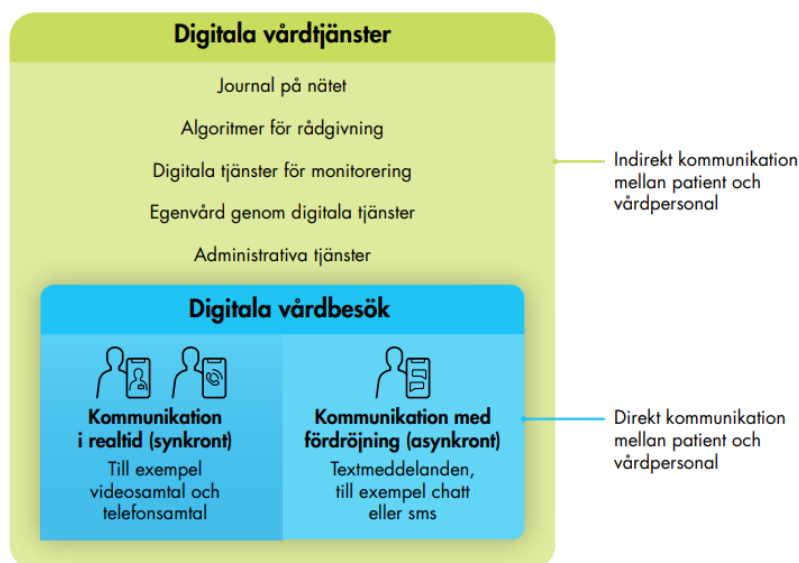 Digitala vårdtjänster
Journal på nätet
Algoritmer för rådgivning
Digitala tjänster för monitorering
Egenvård genom digitala tjänster
Administrativa tjänster
Indirekt kommunikation
mellan patient och
vårdpersonal
Digitala vårdbesök
Kommunikation
i realtid (synkront)
Till exempel
videosamtal och
telefonsamtal
Kommunikation med
fördröjning (asynkront)
Textmeddelanden,
till exempel chatt
eller sms
Direkt kommunikation
mellan patient och
vårdpersonal